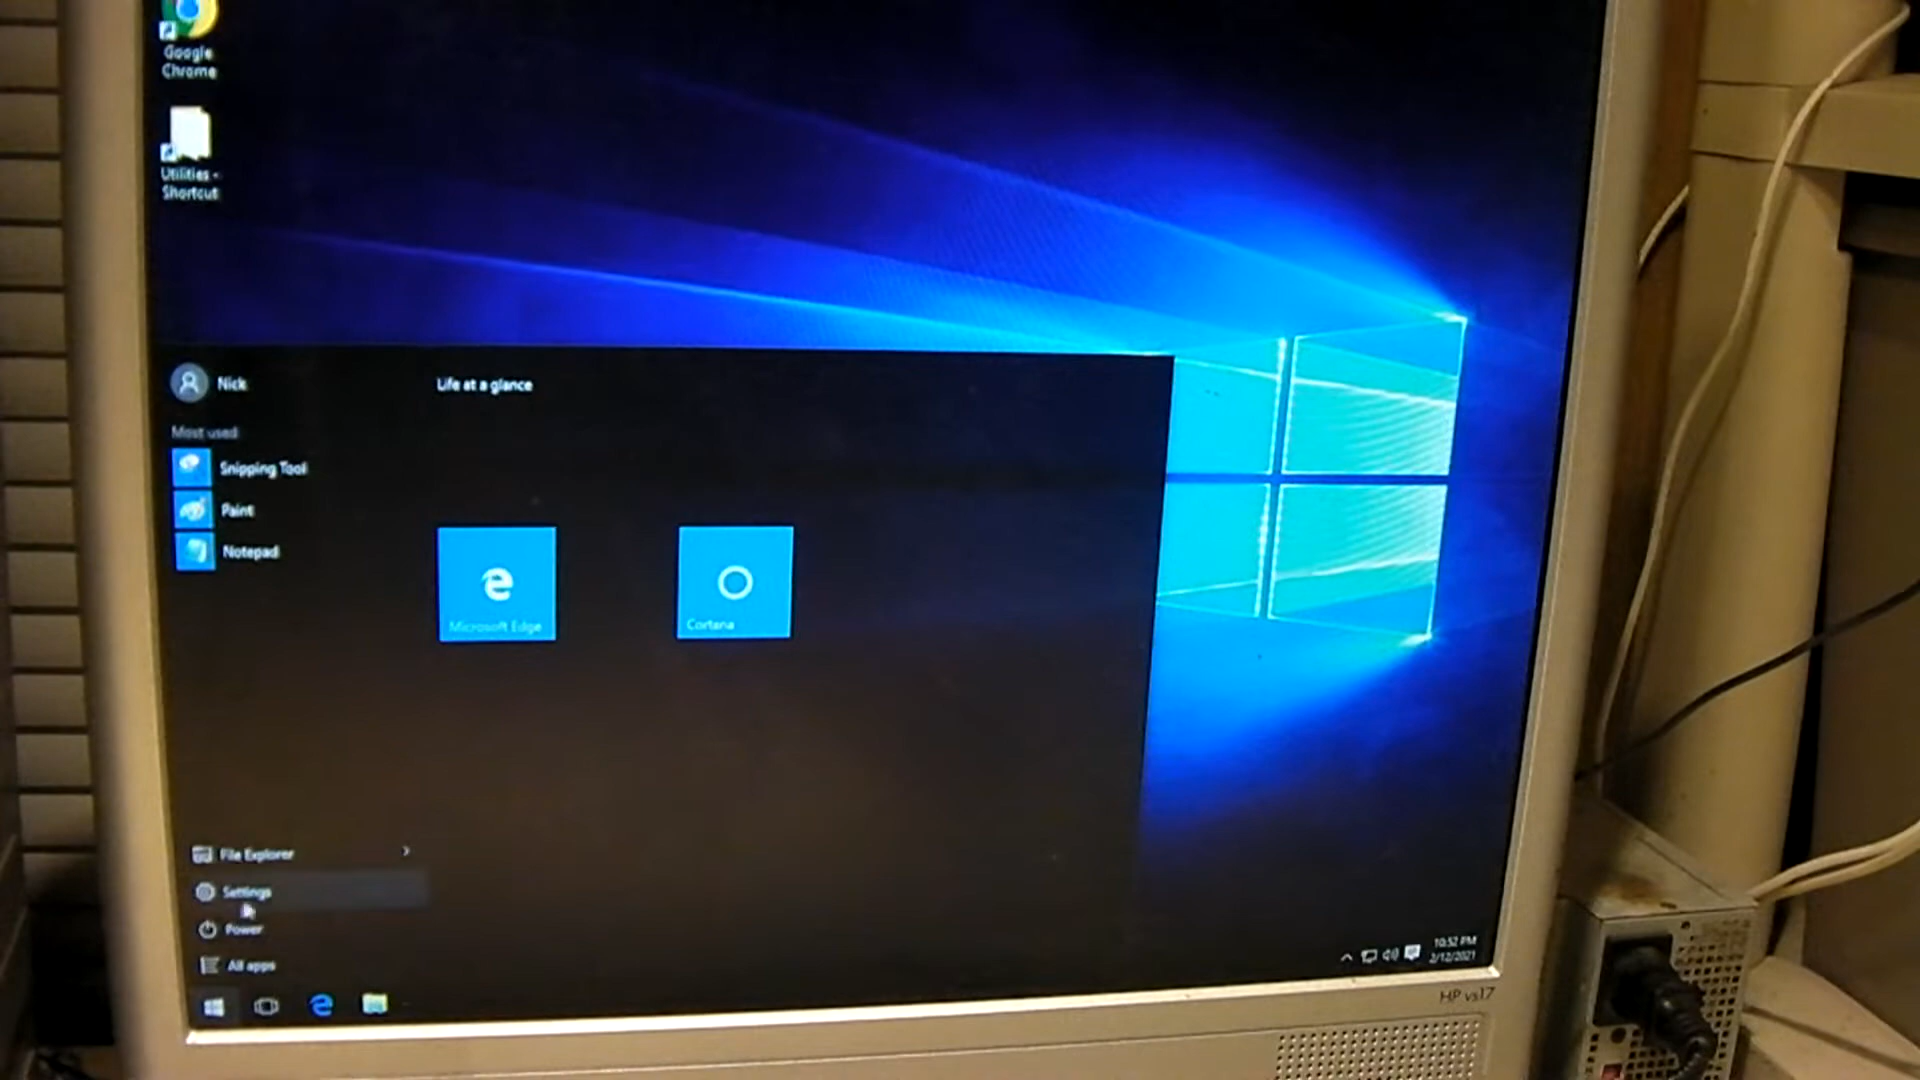 Google
Chrome
Utilities -
Shortcut
Nick
Life at a glance
Most used
Snipping Tool
Paint
Notepad
Microsoft Edge
Cortana
File Explorer
Settings
Power
All apps
10:52 PM
2/12/2021
HP vs17